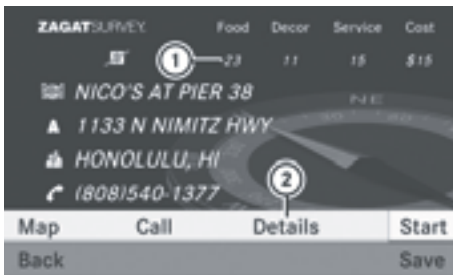 ZAGATSURVEY. Food Decor Service Cost
1 23 11 15 $15
NICO'S AT PIER 38
NE
1133 N NIMITZ HWY
HONOLULU, HI
2
(808)540-1377
Map Call Details Start
Back Save